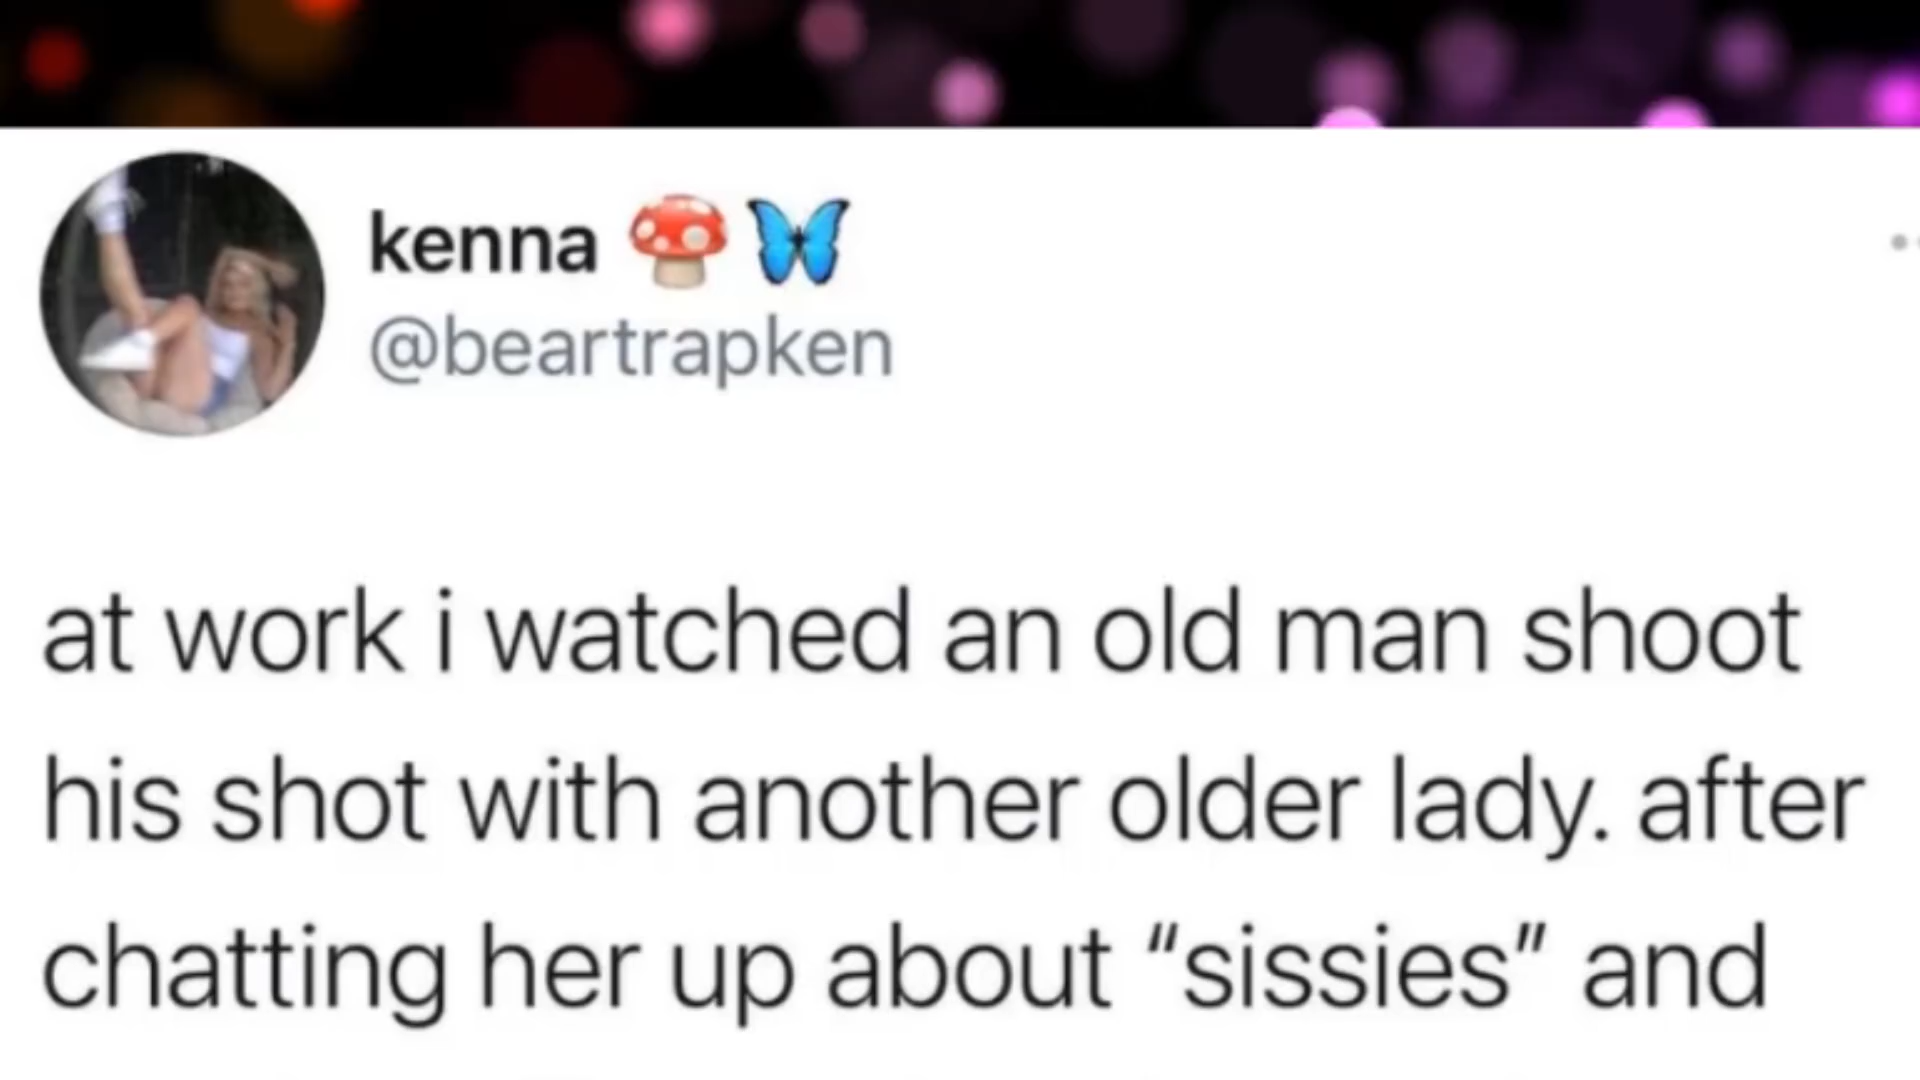 kenna 🍄🦋
@beartrapken
at work i watched an old man shoot
his shot with another older lady. after
chatting her up about “sissies” and